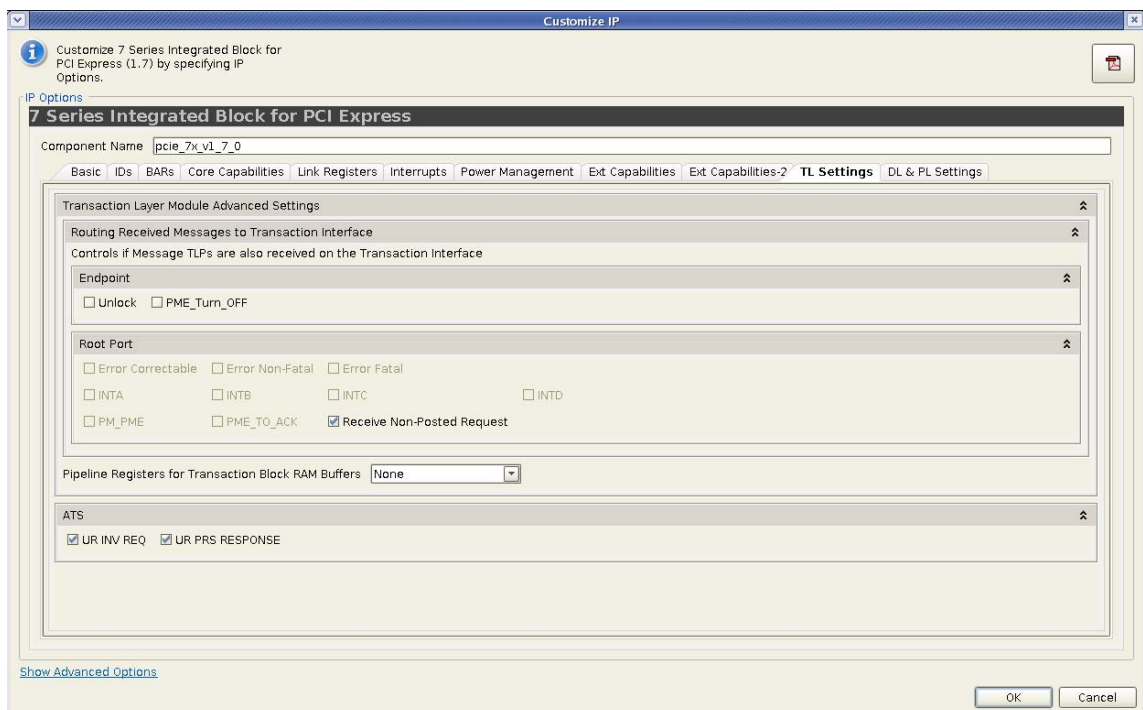 Customize IP
Customize 7 Series Integrated Block for
PCI Express (1.7) by specifying IP
Options.
IP Options
7 Series Integrated Block for PCI Express
Component Name pcie_7x_v1_7_0
Basic IDs BARs Core Capabilities Link Registers Interrupts Power Management Ext Capabilities Ext Capabilities-2 TL Settings DL & PL Settings
Transaction Layer Module Advanced Settings
Routing Received Messages to Transaction Interface
Controls if Message TLPs are also received on the Transaction Interface
Endpoint
Unlock PME_Turn_OFF
Root Port
Error Correctable Error Non-Fatal Error Fatal
INTA INTB INTC INTD
PM_PME PME_TO_ACK Receive Non-Posted Request
Pipeline Registers for Transaction Block RAM Buffers None
ATS
UR INV REQ UR PRS RESPONSE
Show Advanced Options
OK Cancel